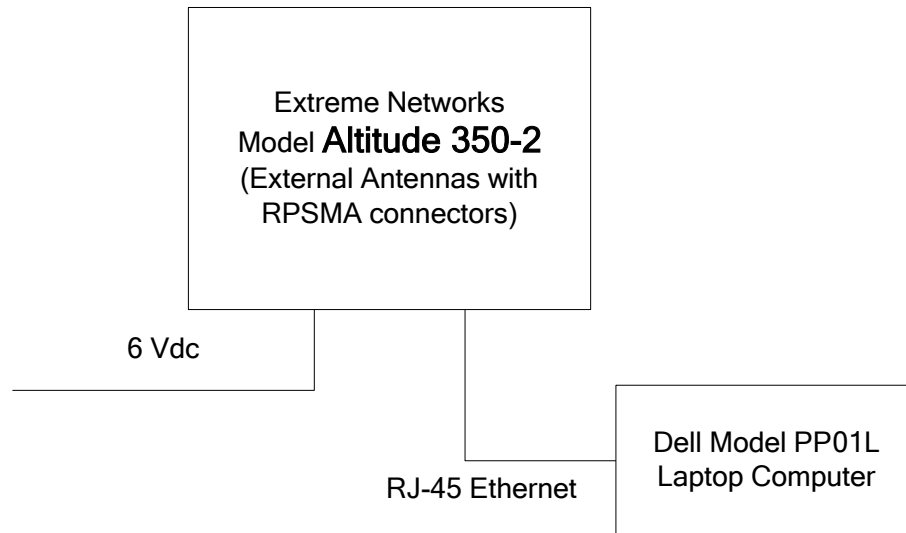 Extreme Networks
Model Altitude 350-2
(External Antennas with
RPSMA connectors)
6 Vdc
Dell Model PP01L
Laptop Computer
RJ-45 Ethernet